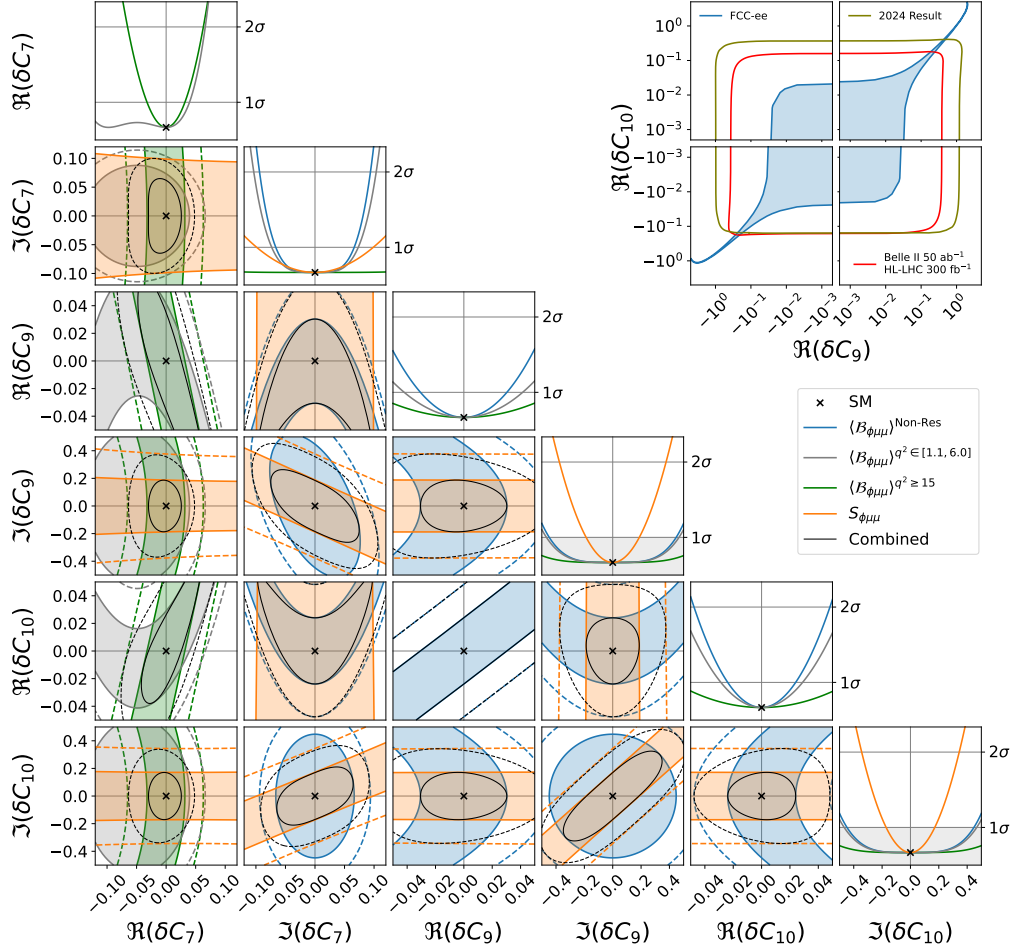 ℜ(δC₇)
2σ
1σ
FCC-ee
2024 Result
ℜ(δC₁₀)
10⁰
10⁻¹
10⁻²
10⁻³
−10⁻³
−10⁻²
−10⁻¹
−10⁰
Belle II 50 ab⁻¹
HL-LHC 300 fb⁻¹
−10⁰ −10⁻¹ −10⁻² −10⁻³ 10⁻³ 10⁻² 10⁻¹ 10⁰
ℜ(δC₉)
ℑ(δC₇)
0.10
0.05
0.00
−0.05
−0.10
2σ
1σ
ℜ(δC₉)
0.04
0.02
0.00
−0.02
−0.04
2σ
1σ
SM
⟨ℬ_ϕμμ⟩^Non-Res
⟨ℬ_ϕμμ⟩^q² ∈ [1.1, 6.0]
⟨ℬ_ϕμμ⟩^q² ≥ 15
S_ϕμμ
Combined
ℑ(δC₉)
0.4
0.2
0.0
−0.2
−0.4
2σ
1σ
ℜ(δC₁₀)
0.04
0.02
0.00
−0.02
−0.04
2σ
1σ
ℑ(δC₁₀)
0.4
0.2
0.0
−0.2
−0.4
2σ
1σ
−0.10 −0.05 0.00 0.05 0.10
−0.10 −0.05 0.00 0.05 0.10
−0.04 −0.02 0.00 0.02 0.04
−0.4 −0.2 0.0 0.2 0.4
−0.04 −0.02 0.00 0.02 0.04
−0.4 −0.2 0.0 0.2 0.4
ℜ(δC₇) ℑ(δC₇) ℜ(δC₉) ℑ(δC₉) ℜ(δC₁₀) ℑ(δC₁₀)